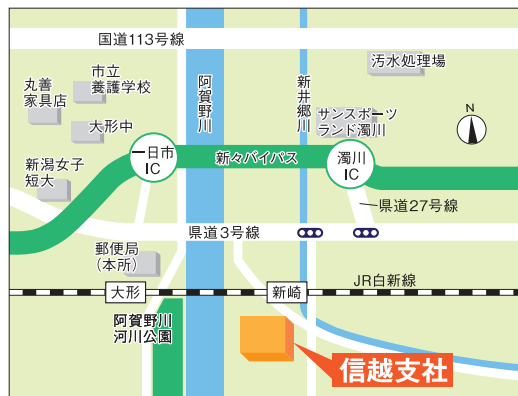 国道113号線
汚水処理場
市立
養護学校
丸善
家具店
阿賀野川
新井郷川
サンスポーツ
ランド濁川
N
大形中
一日市
IC
新々バイパス
濁川
IC
新潟女子
短大
県道27号線
県道3号線
郵便局
(本所)
JR白新線
大形
新崎
阿賀野川
河川公園
信越支社